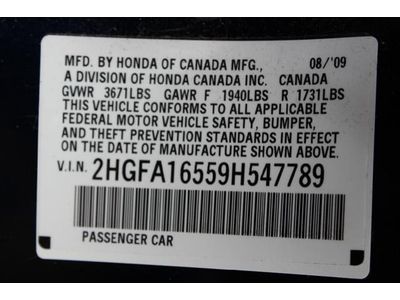 MFD. BY HONDA OF CANADA MFG., 08/'09
A DIVISION OF HONDA CANADA INC. CANADA
GVWR 3671LBS GAWR F 1940LBS R 1731LBS
THIS VEHICLE CONFORMS TO ALL APPLICABLE
FEDERAL MOTOR VEHICLE SAFETY, BUMPER,
AND THEFT PREVENTION STANDARDS IN EFFECT
ON THE DATE OF MANUFACTURE SHOWN ABOVE.
V.I.N. 2HGFA16559H547789
PASSENGER CAR